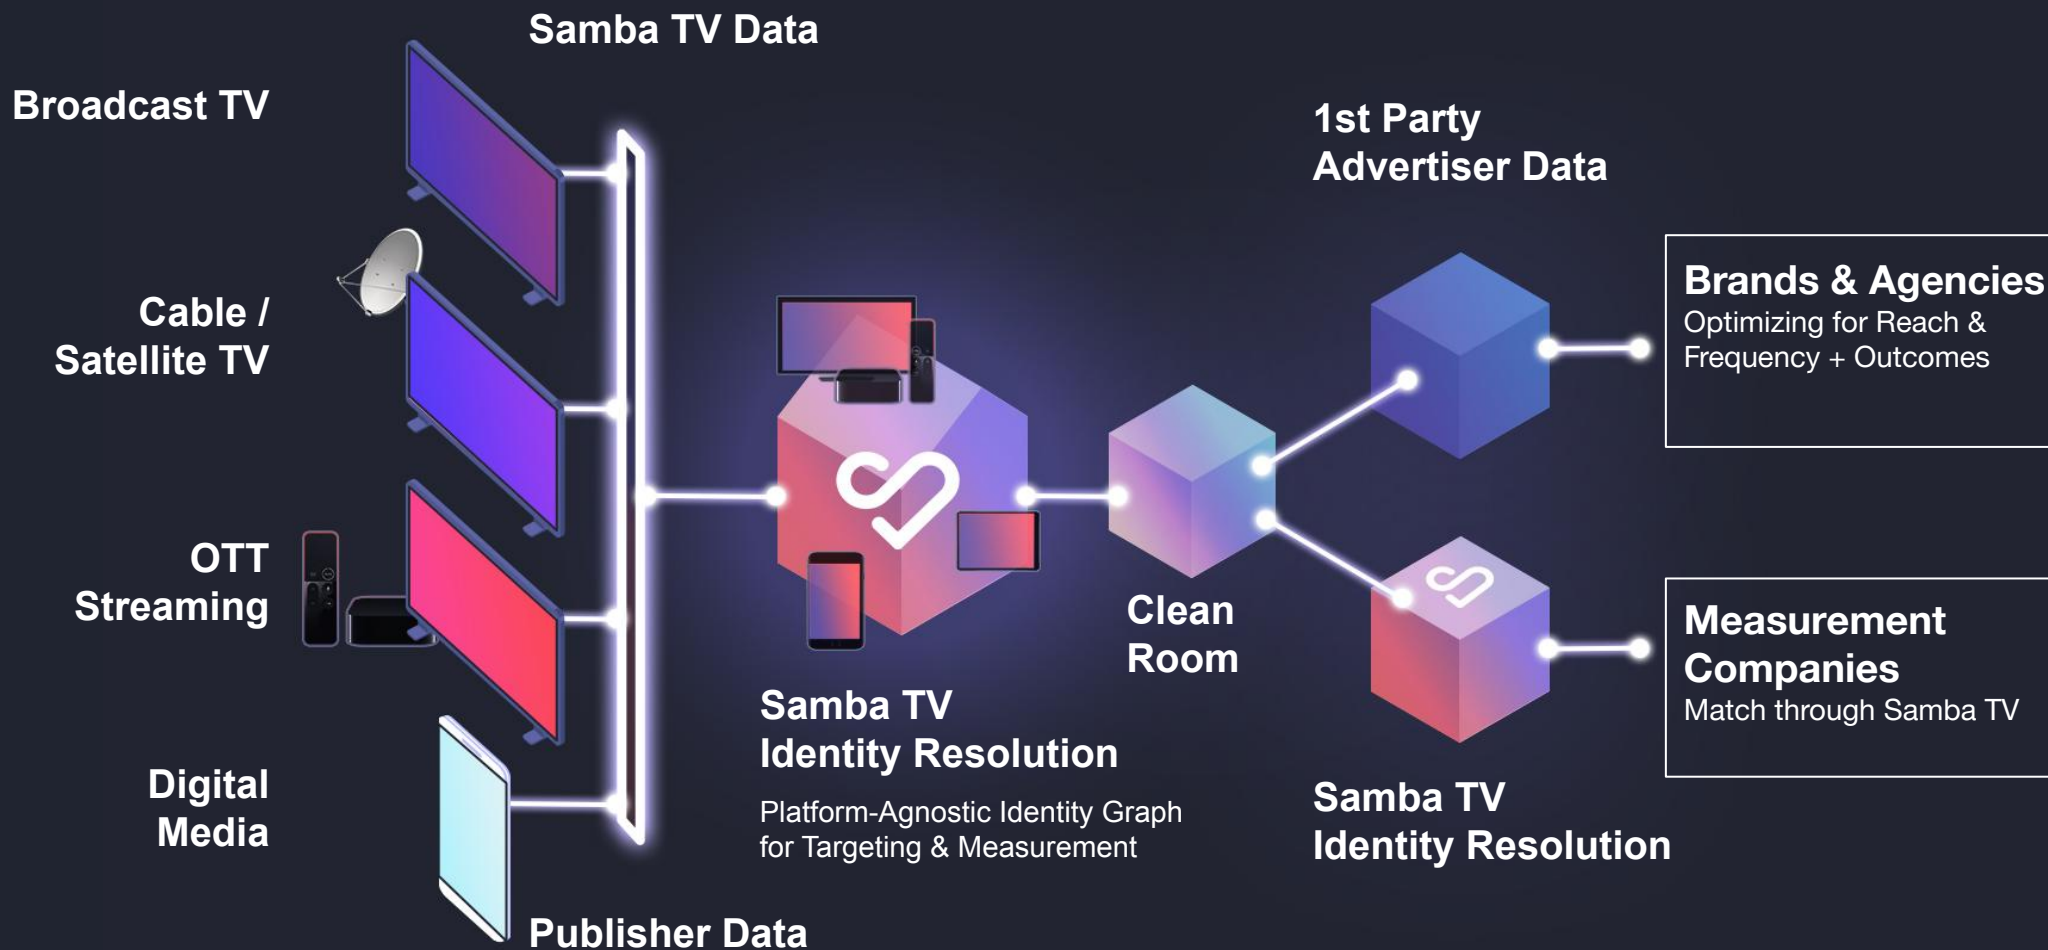 Samba TV Data
Broadcast TV
Cable /
Satellite TV
OTT
Streaming
Digital
Media
Publisher Data
Samba TV
Identity Resolution
Platform-Agnostic Identity Graph
for Targeting & Measurement
Clean
Room
1st Party
Advertiser Data
Brands & Agencies
Optimizing for Reach &
Frequency + Outcomes
Samba TV
Identity Resolution
Measurement
Companies
Match through Samba TV